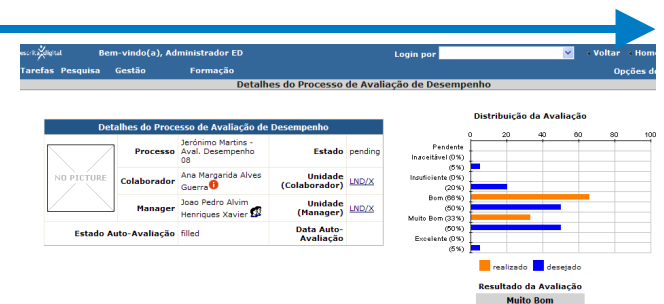 escritadigital Bem-vindo(a), Administrador ED Login por Voltar Home
Tarefas Pesquisa Gestão Formação Opções de
Detalhes do Processo de Avaliação de Desempenho
Detalhes do Processo de Avaliação de Desempenho
NO PICTURE
Processo Jerónimo Martins - Aval. Desempenho 08 Estado pending
Colaborador Ana Margarida Alves Guerra Unidade (Colaborador) LND/X
Manager Joao Pedro Alvim Henriques Xavier Unidade (Manager) LND/X
Estado Auto-Avaliação filled Data Auto-Avaliação
Distribuição da Avaliação
0 20 40 60 80 100
Pendente
Inaceitável (0%)
(5%)
Insuficiente (0%)
(20%)
Bom (66%)
(50%)
Muito Bom (33%)
(50%)
Excelente (0%)
(5%)
realizado desejado
Resultado da Avaliação
Muito Bom